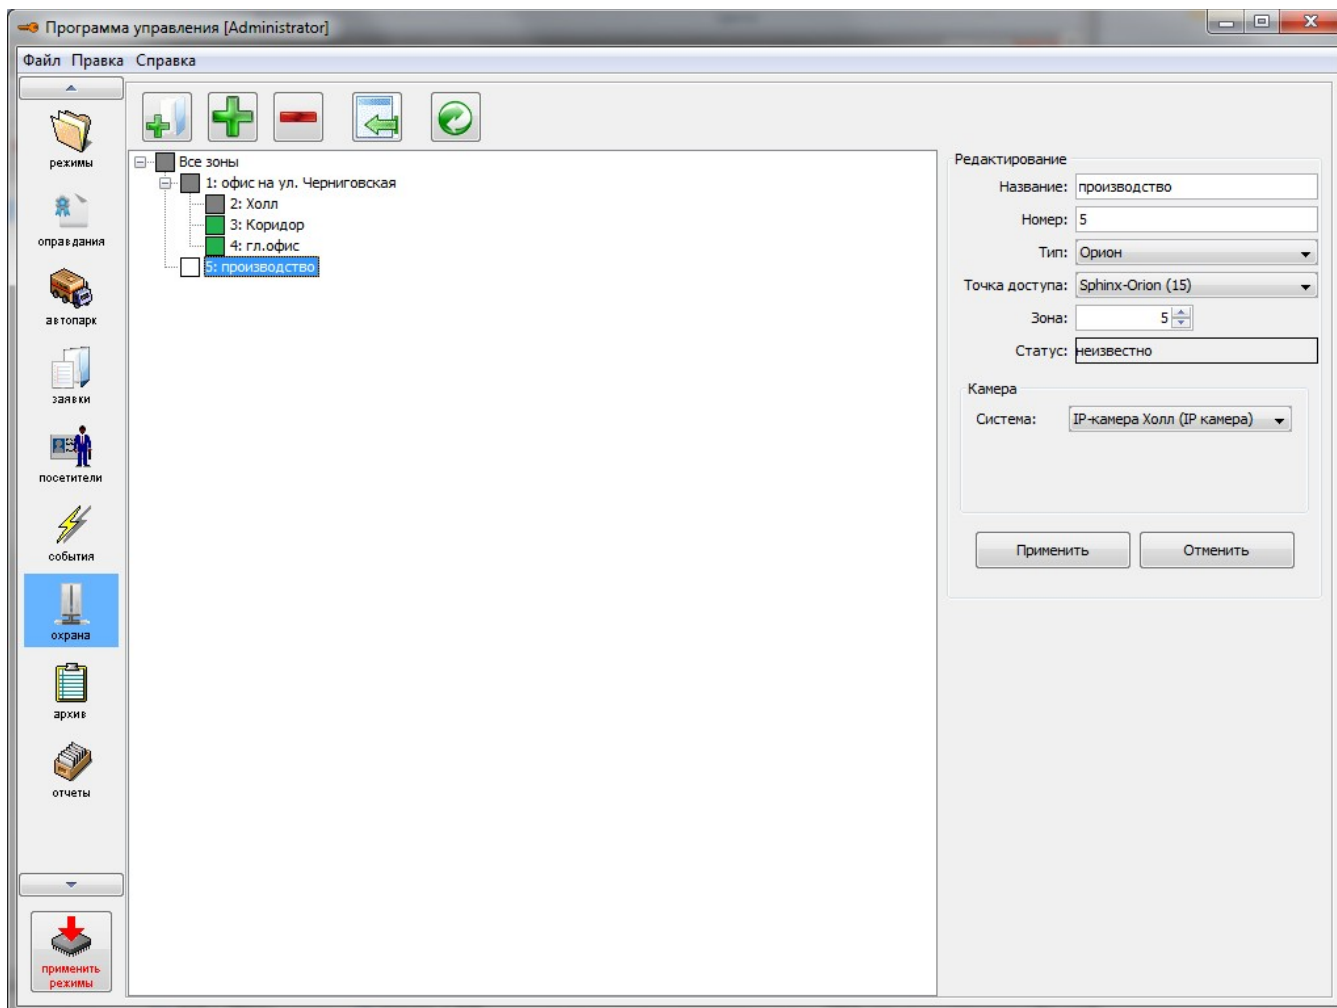 Программа управления [Administrator]
Файл Правка Справка
режимы
оправдания
автопарк
заявки
посетители
события
охрана
архив
отчеты
применить
режимы
Все зоны
1: офис на ул. Черниговская
2: Холл
3: Коридор
4: гл.офис
5: производство
Редактирование
Название: производство
Номер: 5
Тип: Орион
Точка доступа: Sphinx-Orion (15)
Зона: 5
Статус: неизвестно
Камера
Система: IP-камера Холл (IP камера)
Применить Отменить